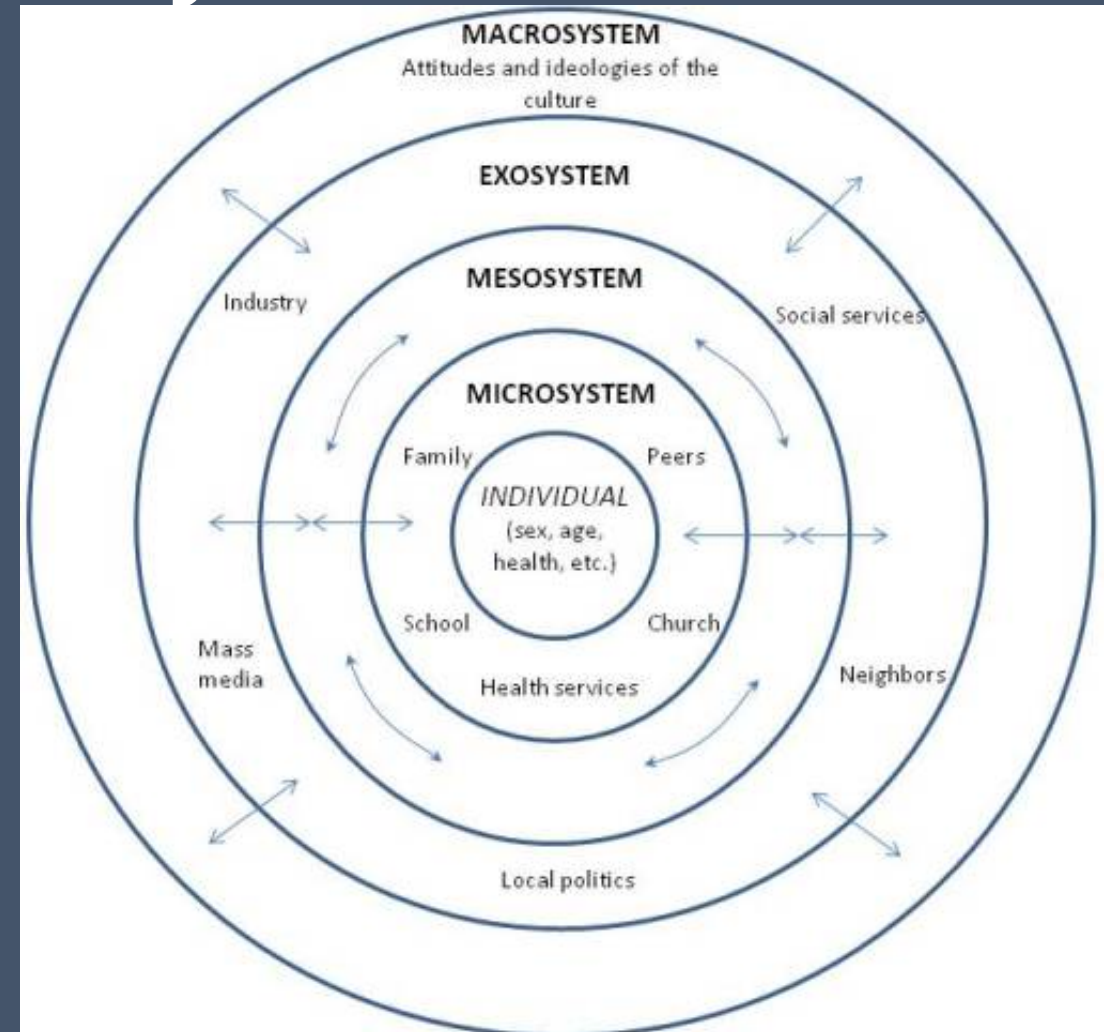 MACROSYSTEM
Attitudes and ideologies of the
culture
EXOSYSTEM
MESOSYSTEM
Industry
Social services
MICROSYSTEM
Family
Peers
INDIVIDUAL
(sex, age,
health, etc.)
School
Church
Mass
media
Health services
Neighbors
Local politics